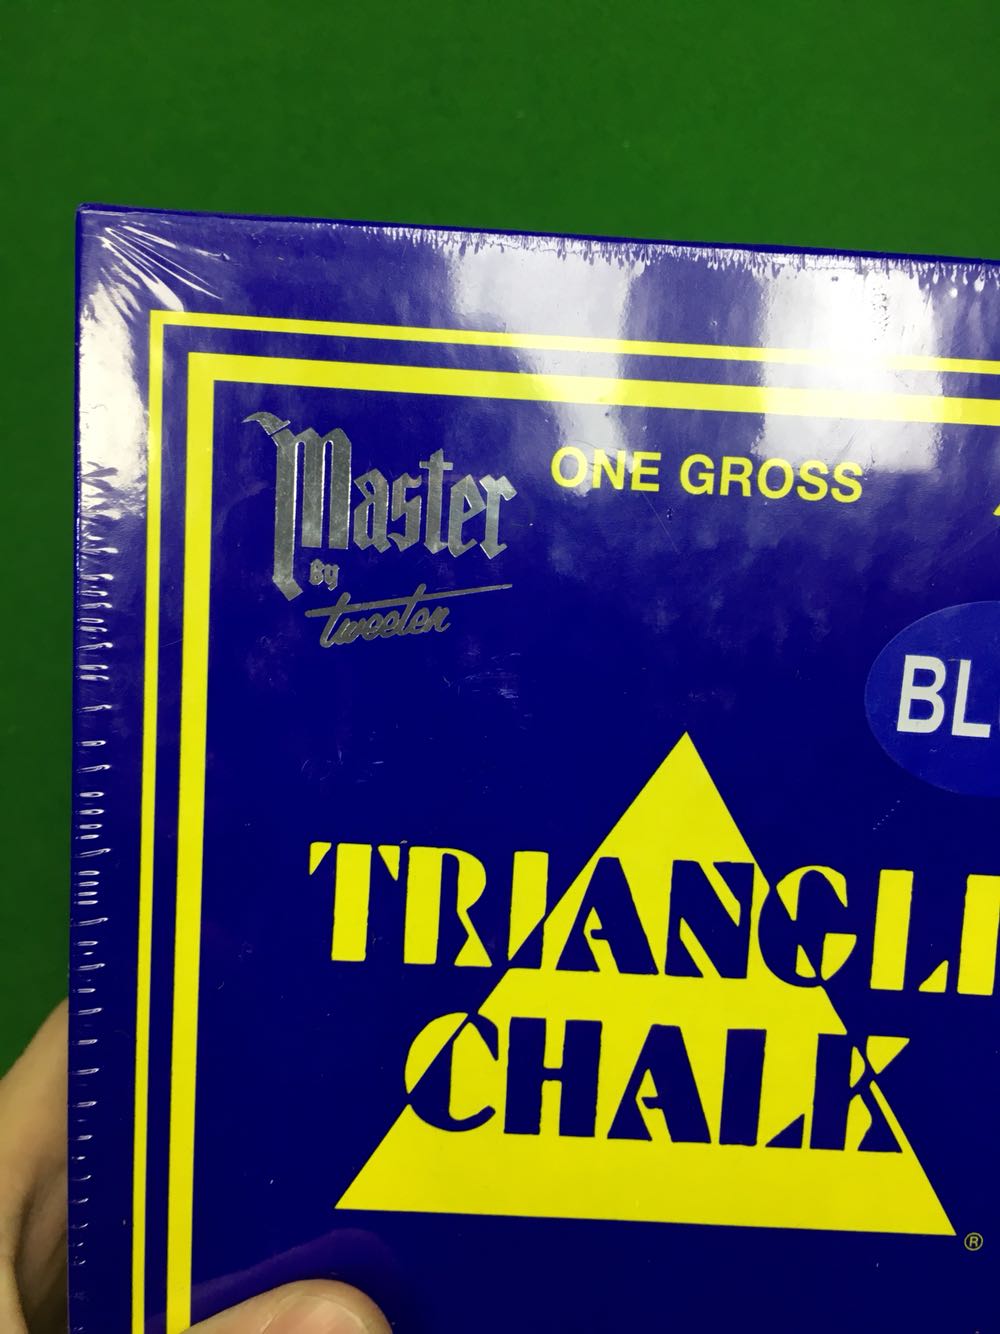 Master
By
tweeten
ONE GROSS
BL
TRIANGL
CHALK
®